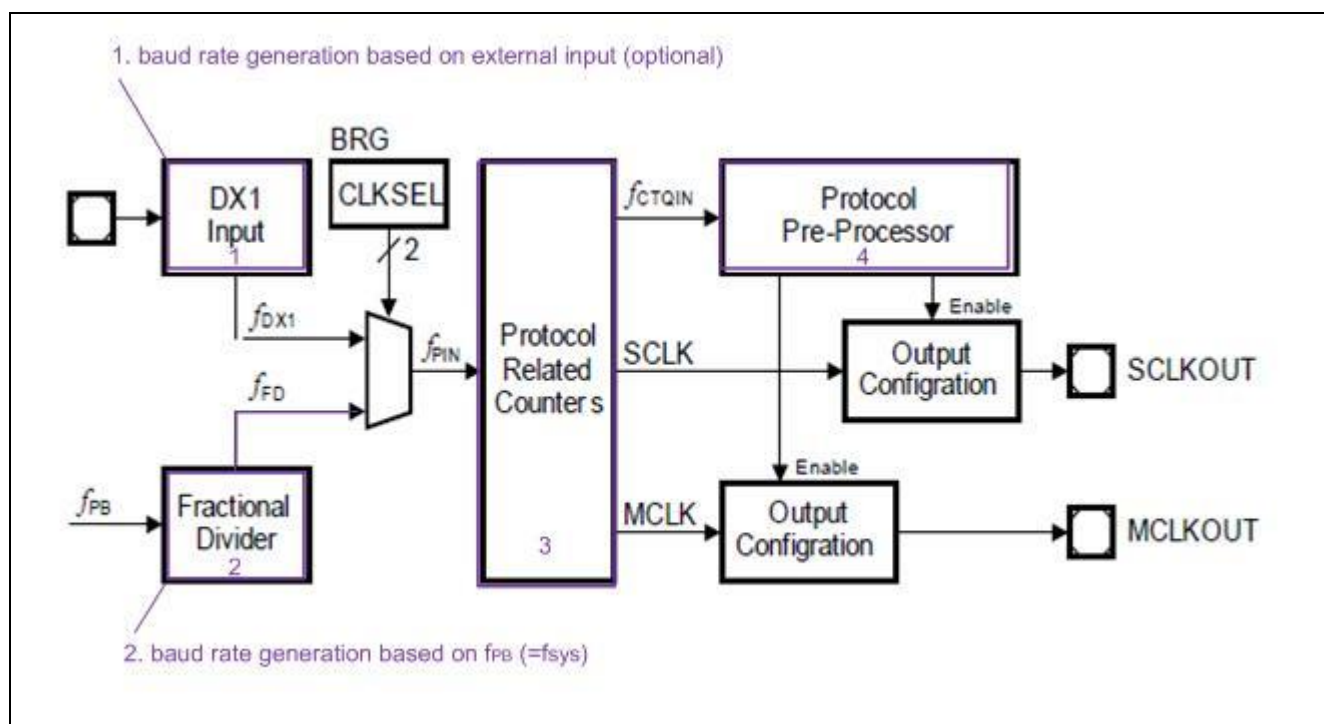 1. baud rate generation based on external input (optional)
BRG
DX1
Input
1
CLKSEL
2
fCTQIN
Protocol
Pre-Processor
4
fDX1
Enable
fPIN
Protocol
Related
Counters
SCLK
Output
Configration
SCLKOUT
fFD
Enable
fPB
Fractional
Divider
2
3
MCLK
Output
Configration
MCLKOUT
2. baud rate generation based on fPB (=fsys)